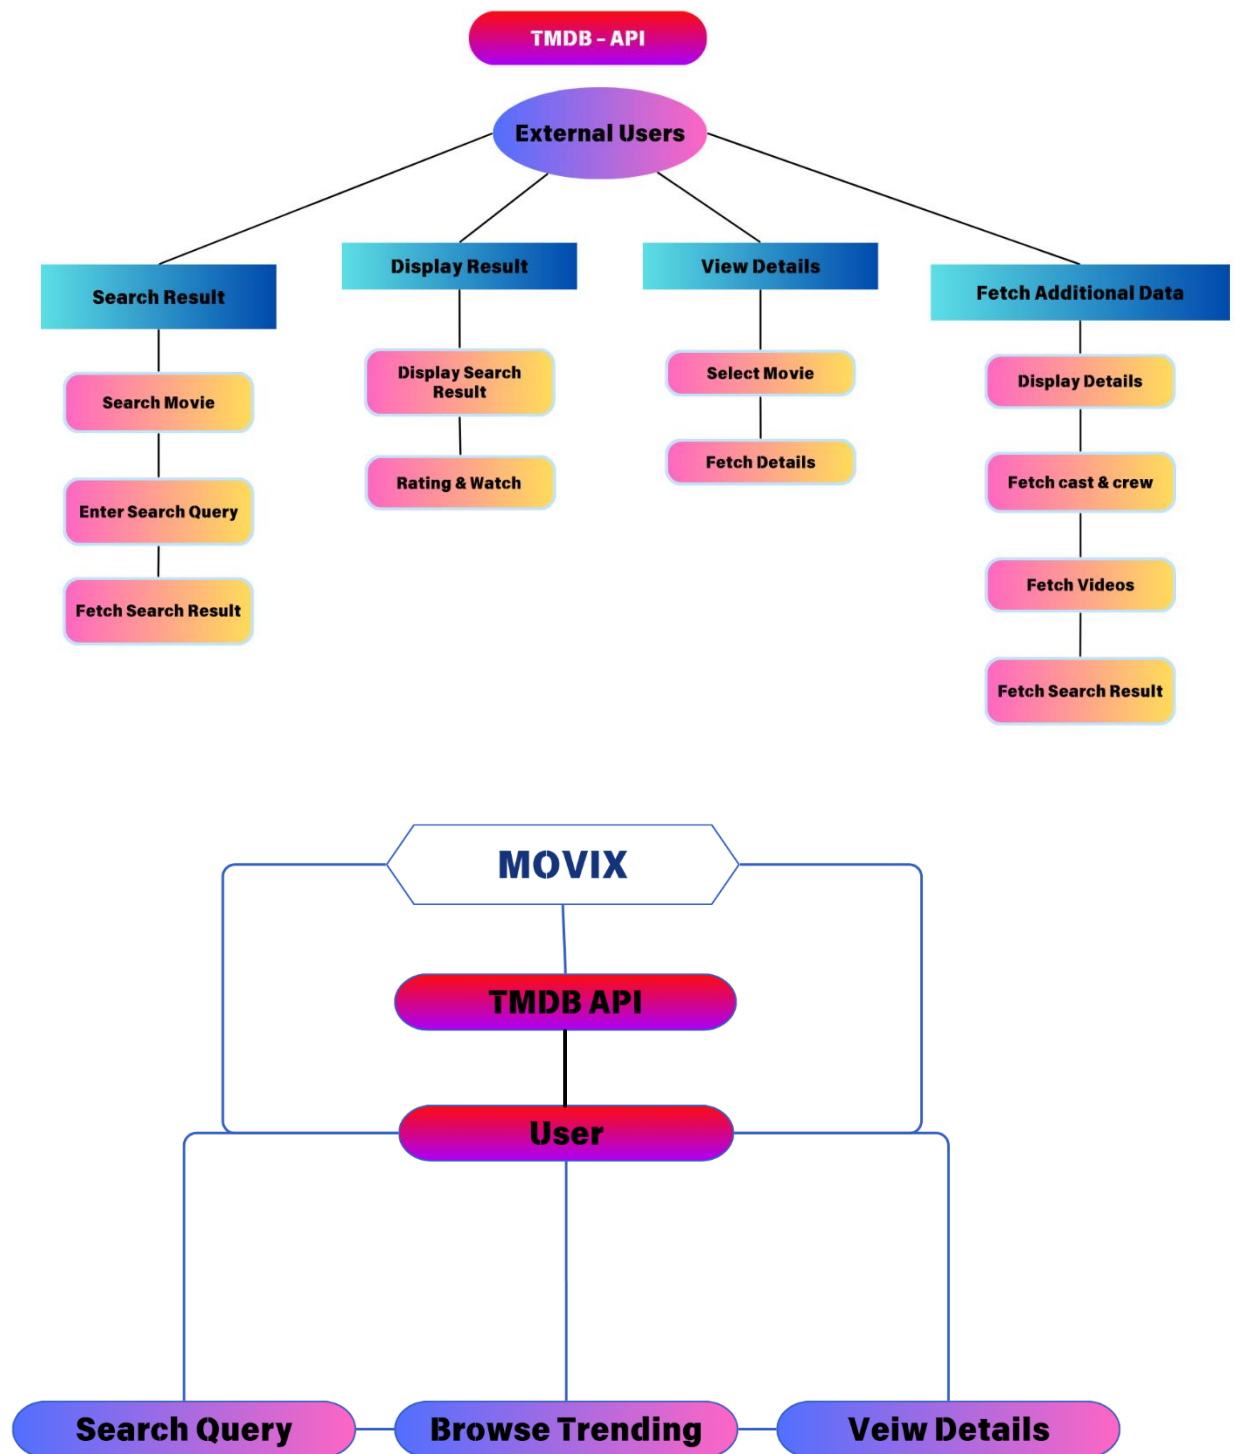 TMDB – API
External Users
Search Result
Search Movie
Enter Search Query
Fetch Search Result
Display Result
Display Search
Result
Rating & Watch
View Details
Select Movie
Fetch Details
Fetch Additional Data
Display Details
Fetch cast & crew
Fetch Videos
Fetch Search Result
MOVIX
TMDB API
User
Search Query
Browse Trending
Veiw Details